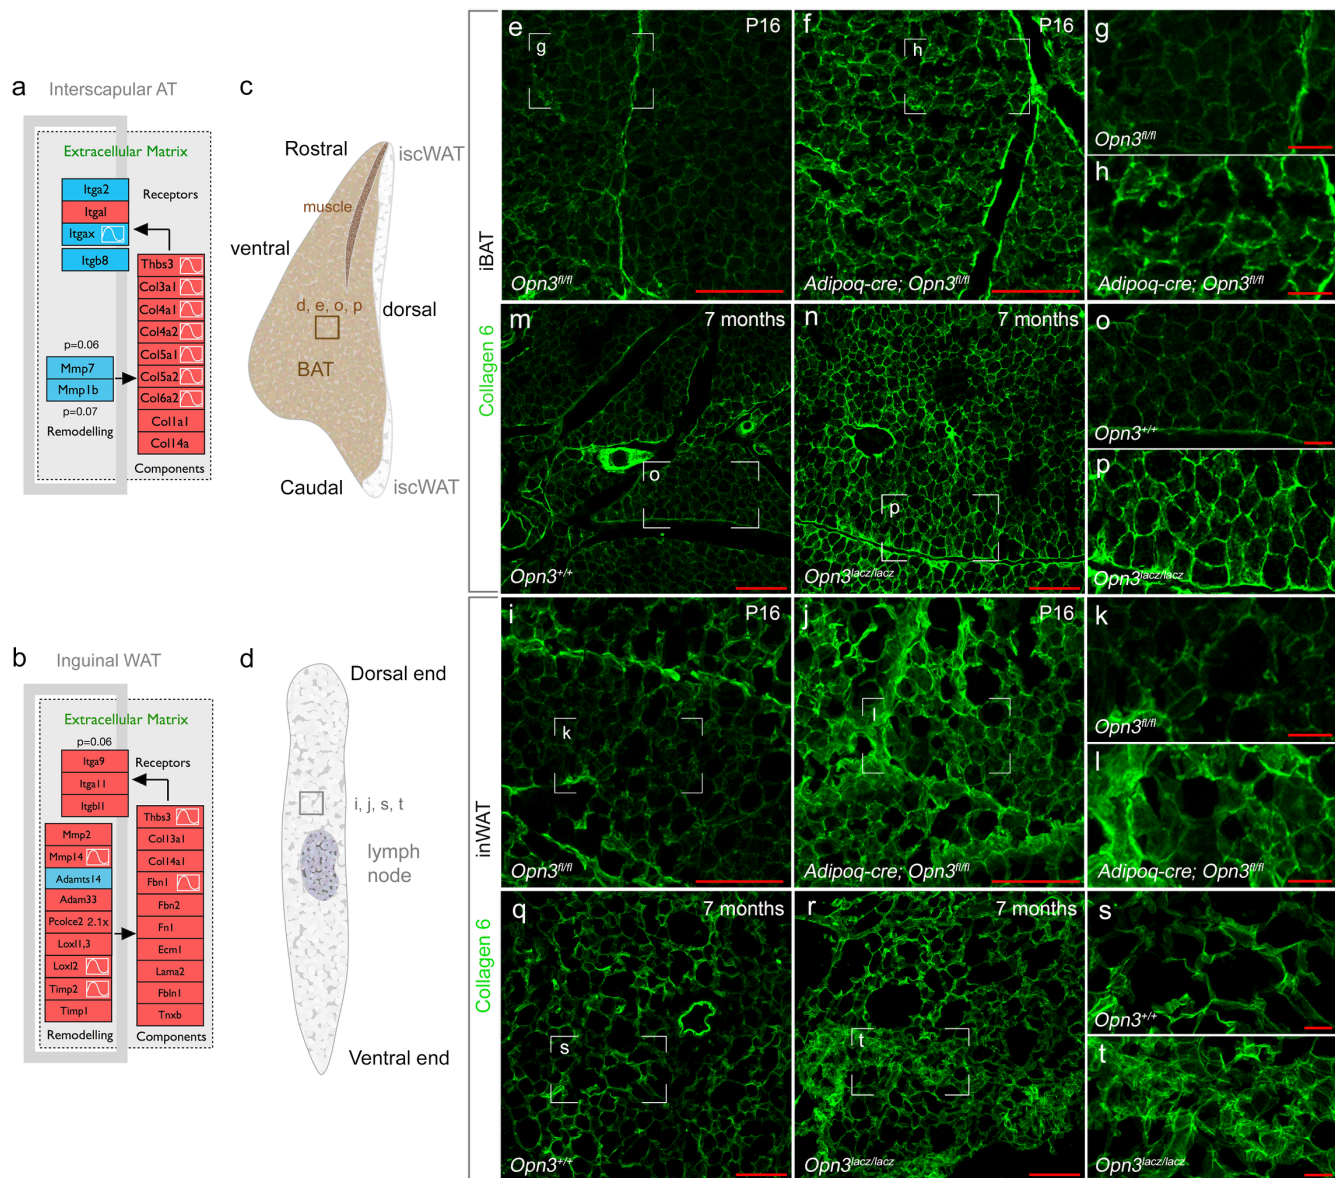 a
Interscapular AT
Extracellular Matrix
Itga2
Receptors
Itgal
Itgax
Itgb8
Thbs3
Col3a1
Col4a1
Col4a2
Col5a1
Col5a2
Col6a2
Col1a1
Col14a
Components
p=0.06
Mmp7
Mmp1b
p=0.07
Remodelling
b
Inguinal WAT
Extracellular Matrix
p=0.06
Itga9
Receptors
Itga11
Itgbl1
Mmp2
Mmp14
Adamts14
Adam33
Pcolce2 2.1x
Loxl1,3
Loxl2
Timp2
Timp1
Remodelling
Thbs3
Col13a1
Col14a1
Fbn1
Fbn2
Fn1
Ecm1
Lama2
Fbln1
Tnxb
Components
c
Rostral
iscWAT
muscle
ventral
dorsal
d, e, o, p
BAT
Caudal
iscWAT
d
Dorsal end
i, j, s, t
lymph
node
Ventral end
iBAT
Collagen 6
e
P16
g
Opn3fl/fl
f
P16
h
Adipoq-cre; Opn3fl/fl
g
Opn3fl/fl
h
Adipoq-cre; Opn3fl/fl
m
7 months
o
Opn3+/+
n
7 months
p
Opn3lacz/lacz
o
Opn3+/+
p
Opn3lacz/lacz
inWAT
Collagen 6
i
P16
k
Opn3fl/fl
j
P16
l
Adipoq-cre; Opn3fl/fl
k
Opn3fl/fl
l
Adipoq-cre; Opn3fl/fl
q
7 months
s
Opn3+/+
r
7 months
t
Opn3lacz/lacz
s
Opn3+/+
t
Opn3lacz/lacz